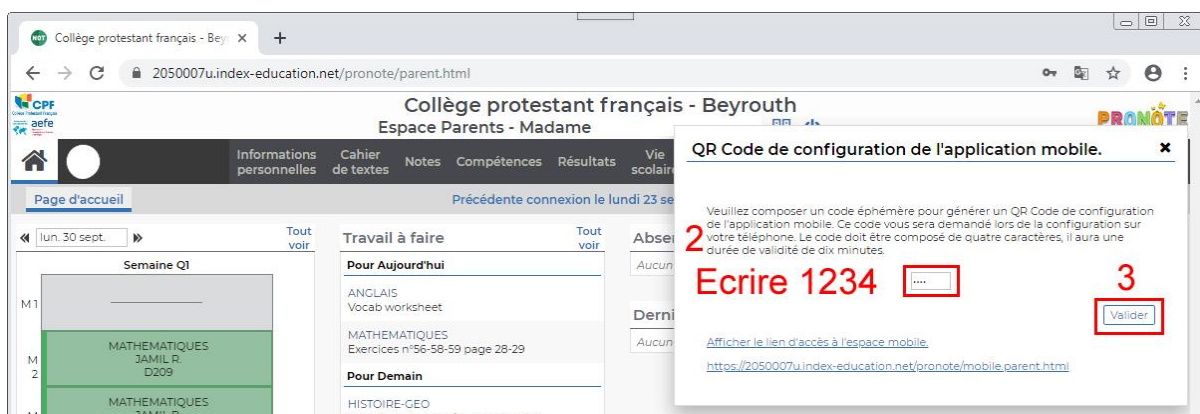 Collège protestant français - Bey
2050007u.index-education.net/pronote/parent.html
CPF
aefe
Collège protestant français - Beyrouth
Espace Parents - Madame
PRONOTE
Informations personnelles
Cahier de textes
Notes
Compétences
Résultats
Vie scolaire
Page d'accueil
Précédente connexion le lundi 23 se
lun. 30 sept.
Tout voir
Semaine Q1
M 1
M 2
MATHEMATIQUES
JAMIL R.
D209
MATHEMATIQUES
Travail à faire
Tout voir
Pour Aujourd'hui
ANGLAIS
Vocab worksheet
MATHEMATIQUES
Exercices n°56-58-59 page 28-29
Pour Demain
HISTOIRE-GEO
Abse
Aucun
Derni
Aucun
QR Code de configuration de l'application mobile.
Veuillez composer un code éphémère pour générer un QR Code de configuration
de l'application mobile. Ce code vous sera demandé lors de la configuration sur
votre téléphone. Le code doit être composé de quatre caractères, il aura une
durée de validité de dix minutes.
2
Ecrire 1234
....
3
Valider
Afficher le lien d'accès à l'espace mobile.
https://2050007u.index-education.net/pronote/mobile.parent.html